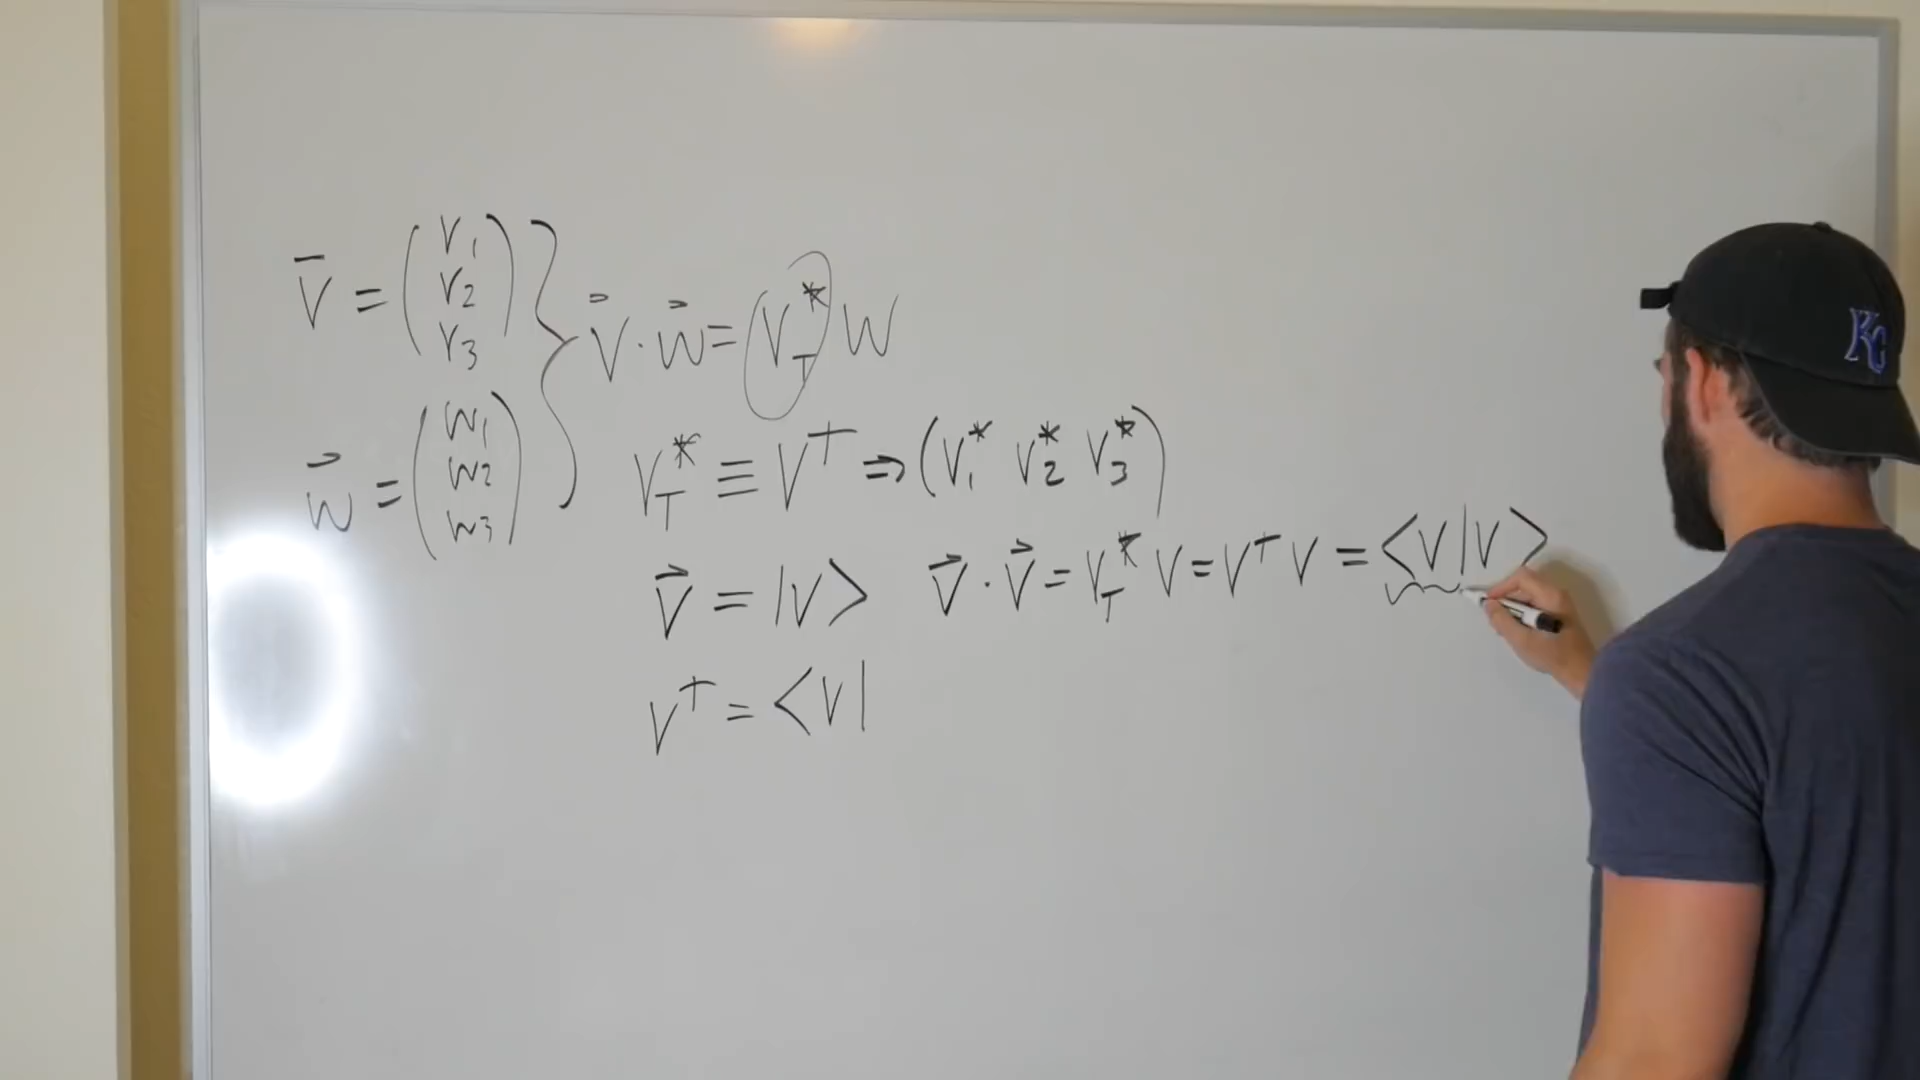 V̄ = (V₁ V₂ V₃)
w⃗ = (w₁ w₂ w₃)
V⃗ · w⃗ = V_T^* W
V_T^* ≡ V^† ⇒ (V₁^* V₂^* V₃^*)
V⃗ = |V>
V⃗ · V⃗ = V_T^* V = V^† V = <V|V>
V^† = <V|
KC